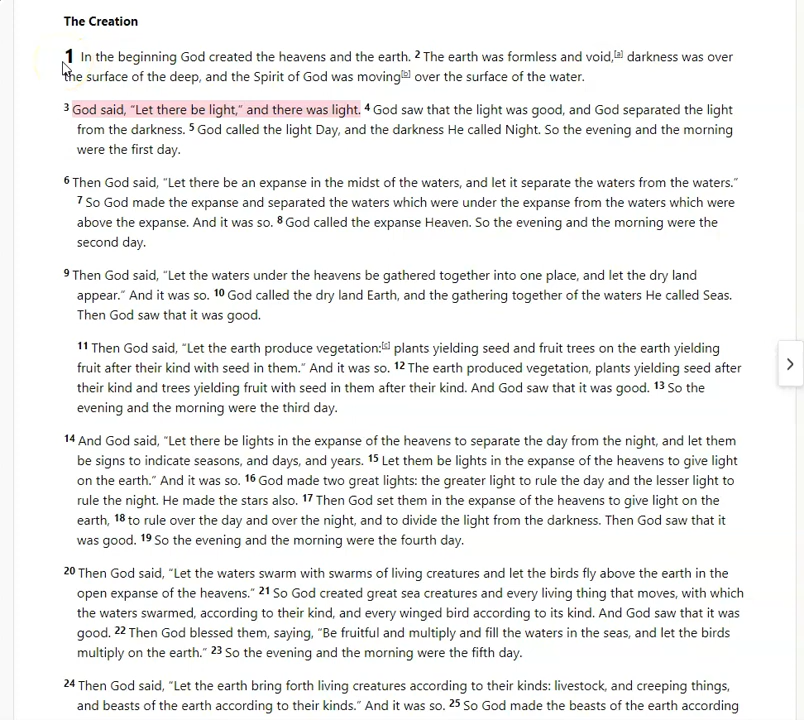 The Creation
1 In the beginning God created the heavens and the earth. 2 The earth was formless and void,[a] darkness was over
the surface of the deep, and the Spirit of God was moving[b] over the surface of the water.
3 God said, “Let there be light,” and there was light. 4 God saw that the light was good, and God separated the light
from the darkness. 5 God called the light Day, and the darkness He called Night. So the evening and the morning
were the first day.
6 Then God said, “Let there be an expanse in the midst of the waters, and let it separate the waters from the waters.”
7 So God made the expanse and separated the waters which were under the expanse from the waters which were
above the expanse. And it was so. 8 God called the expanse Heaven. So the evening and the morning were the
second day.
9 Then God said, “Let the waters under the heavens be gathered together into one place, and let the dry land
appear.” And it was so. 10 God called the dry land Earth, and the gathering together of the waters He called Seas.
Then God saw that it was good.
11 Then God said, “Let the earth produce vegetation:[c] plants yielding seed and fruit trees on the earth yielding
fruit after their kind with seed in them.” And it was so. 12 The earth produced vegetation, plants yielding seed after
their kind and trees yielding fruit with seed in them after their kind. And God saw that it was good. 13 So the
evening and the morning were the third day.
14 And God said, “Let there be lights in the expanse of the heavens to separate the day from the night, and let them
be signs to indicate seasons, and days, and years. 15 Let them be lights in the expanse of the heavens to give light
on the earth.” And it was so. 16 God made two great lights: the greater light to rule the day and the lesser light to
rule the night. He made the stars also. 17 Then God set them in the expanse of the heavens to give light on the
earth, 18 to rule over the day and over the night, and to divide the light from the darkness. Then God saw that it
was good. 19 So the evening and the morning were the fourth day.
20 Then God said, “Let the waters swarm with swarms of living creatures and let the birds fly above the earth in the
open expanse of the heavens.” 21 So God created great sea creatures and every living thing that moves, with which
the waters swarmed, according to their kind, and every winged bird according to its kind. And God saw that it was
good. 22 Then God blessed them, saying, “Be fruitful and multiply and fill the waters in the seas, and let the birds
multiply on the earth.” 23 So the evening and the morning were the fifth day.
24 Then God said, “Let the earth bring forth living creatures according to their kinds: livestock, and creeping things,
and beasts of the earth according to their kinds.” And it was so. 25 So God made the beasts of the earth according